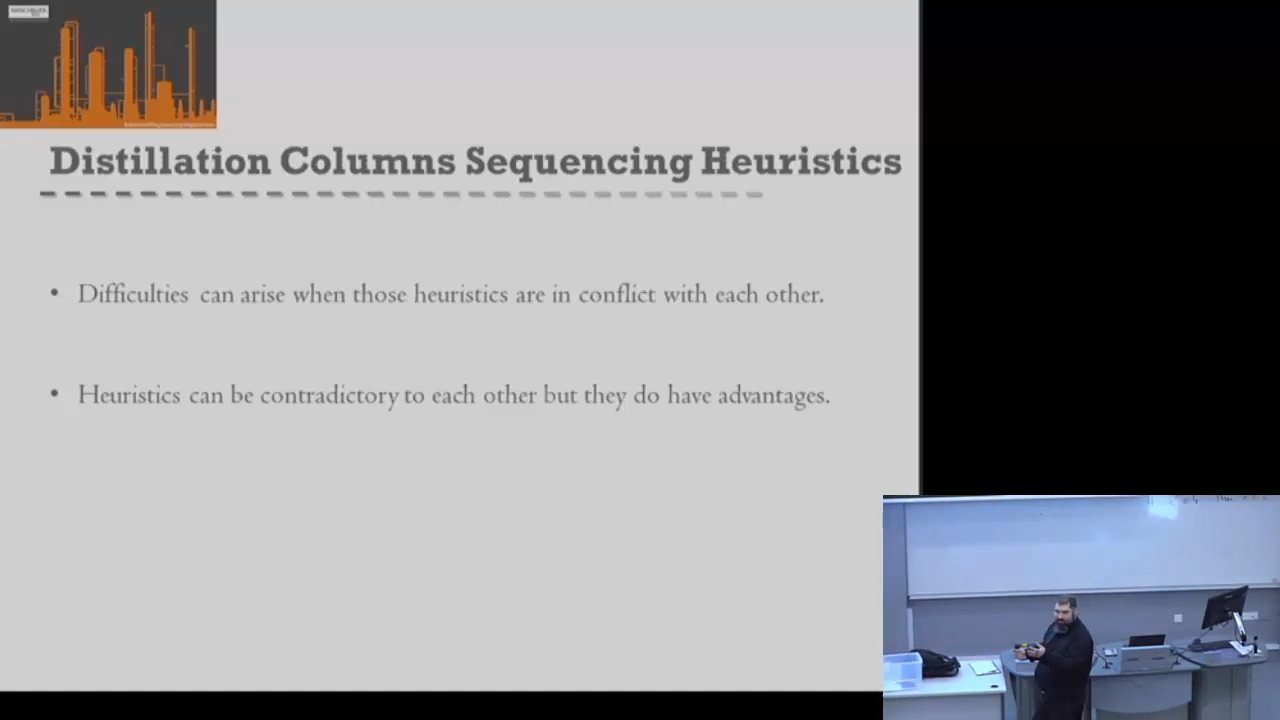 Distillation Columns Sequencing Heuristics
• Difficulties can arise when those heuristics are in conflict with each other.
• Heuristics can be contradictory to each other but they do have advantages.